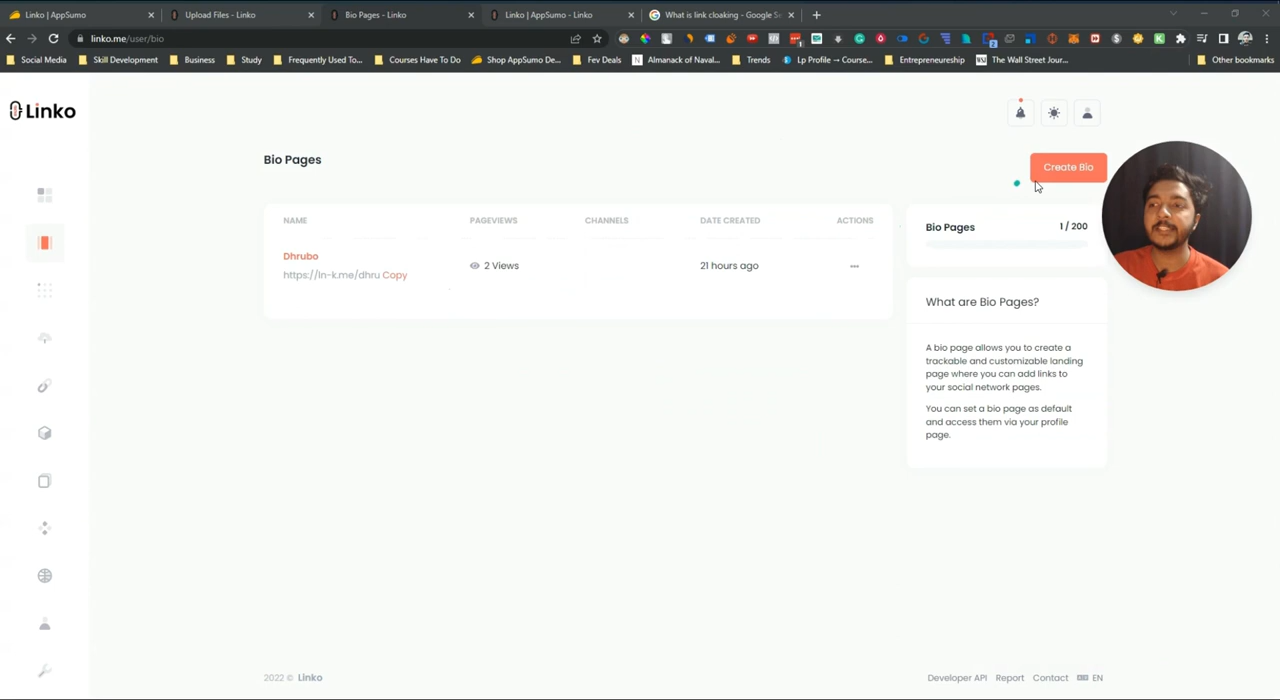 Linko | AppSumo
Upload Files - Linko
Bio Pages - Linko
Linko | AppSumo - Linko
What is link cloaking - Google Se
linko.me/user/bio
Social Media
Skill Development
Business
Study
Frequently Used To...
Courses Have To Do
Shop AppSumo De...
Fev Deals
Almanack of Naval...
Trends
Lp Profile → Course...
Entrepreneureship
The Wall Street Jour...
Other bookmarks
Linko
Bio Pages
Create Bio
NAME
PAGEVIEWS
CHANNELS
DATE CREATED
ACTIONS
Dhrubo
https://ln-k.me/dhru Copy
2 Views
21 hours ago
Bio Pages
1 / 200
What are Bio Pages?
A bio page allows you to create a
trackable and customizable landing
page where you can add links to
your social network pages.
You can set a bio page as default
and access them via your profile
page.
2022 © Linko
Developer API
Report
Contact
EN